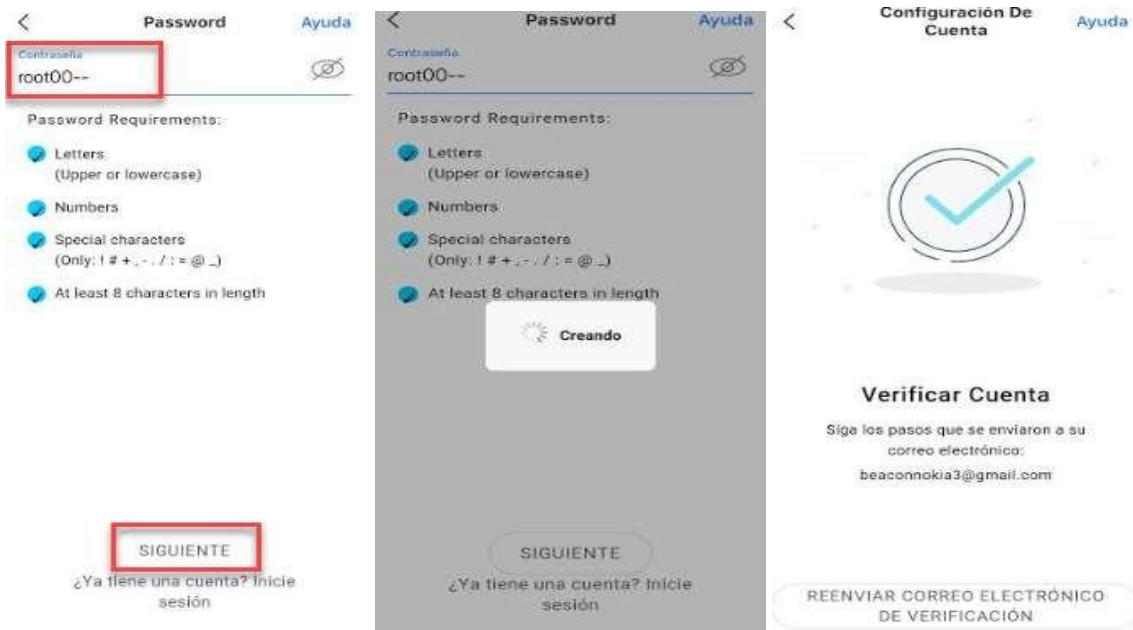 Password
Ayuda
Contraseña
root00--
Password Requirements:
Letters
(Upper or lowercase)
Numbers
Special characters
(Only: ! # + , - . / : = @ _)
At least 8 characters in length
SIGUIENTE
¿Ya tiene una cuenta? Inicie
sesión
Password
Ayuda
Contraseña
root00--
Password Requirements:
Letters
(Upper or lowercase)
Numbers
Special characters
(Only: ! # + , - . / : = @ _)
At least 8 characters in length
Creando
SIGUIENTE
¿Ya tiene una cuenta? Inicie
sesión
Configuración De
Cuenta
Ayuda
Verificar Cuenta
Siga los pasos que se enviaron a su
correo electrónico:
beaconnokia3@gmail.com
REENVIAR CORREO ELECTRÓNICO
DE VERIFICACIÓN